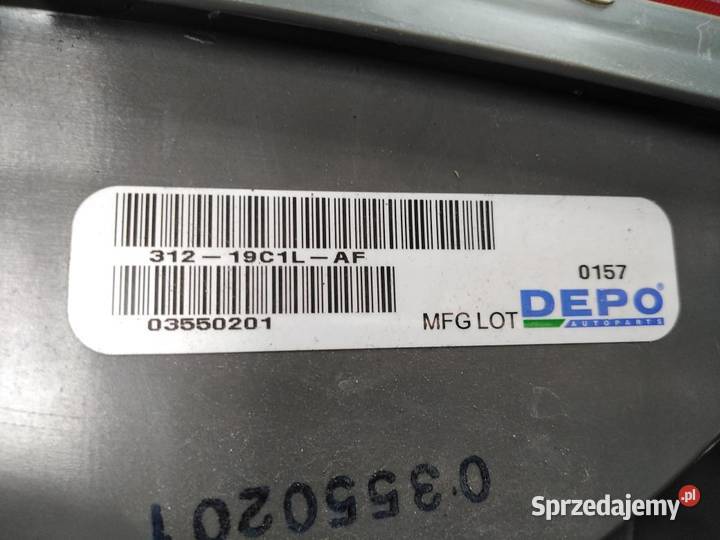 312-19C1L-AF
03550201
0157
MFG LOT DEPO®
AUTOPARTS
03550201
Sprzedajemy.pl